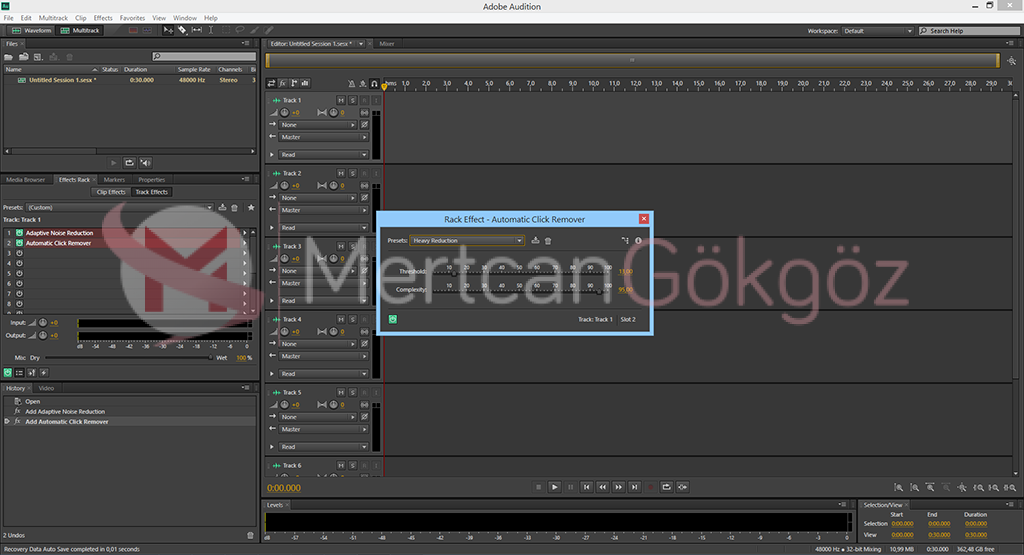 Adobe Audition
File Edit Multitrack Clip Effects Favorites View Window Help
Waveform Multitrack Workspace: Default Search Help
Files
Name Status Duration Sample Rate Channels Bi
Untitled Session 1.sesx * 0:30.000 48000 Hz Stereo 3
Media Browser Effects Rack Markers Properties
Clip Effects Track Effects
Presets: (Custom)
Track: Track 1
1 Adaptive Noise Reduction
2 Automatic Click Remover
3
4
5
6
7
8
Input: +0
Output: +0
dB -54 -48 -42 -36 -30 -24 -18 -12 -6 0
Mix: Dry Wet 100 %
History Video
Open
Add Adaptive Noise Reduction
Add Automatic Click Remover
2 Undos
Recovery Data Auto Save completed in 0,01 seconds
Editor: Untitled Session 1.sesx * Mixer
hms 1.0 2.0 3.0 4.0 5.0 6.0 7.0 8.0 9.0 10.0 11.0 12.0 13.0 14.0 15.0 16.0 17.0 18.0 19.0 20.0 21.0 22.0 23.0 24.0 25.0 26.0 27.0 28.0 29.0
Track 1 M S R I
+0 0
None
Master
Read
Track 2 M S R I
+0 0
None
Master
Read
Track 3 M S
+0
None
Master
Read
Track 4 M S R I
+0 0
None
Master
Read
Track 5 M S R I
+0 0
None
Master
Read
Track 6 M S R I
Rack Effect - Automatic Click Remover
Presets: Heavy Reduction
10 20 30 40 50 60 70 80 90 100
Threshold: 13.00
10 20 30 40 50 60 70 80 90 100
Complexity: 95.00
Track: Track 1 Slot 2
MertcanGökgöz
0:00.000
Levels
dB -57 -54 -51 -48 -45 -42 -39 -36 -33 -30 -27 -24 -21 -18 -15 -12 -9 -6 -3 0
Selection/View
Start End Duration
Selection 0:00.000 0:00.000 0:00.000
View 0:00.000 0:30.000 0:30.000
48000 Hz • 32-bit Mixing 10,99 MB 0:30.000 202,48 GB free